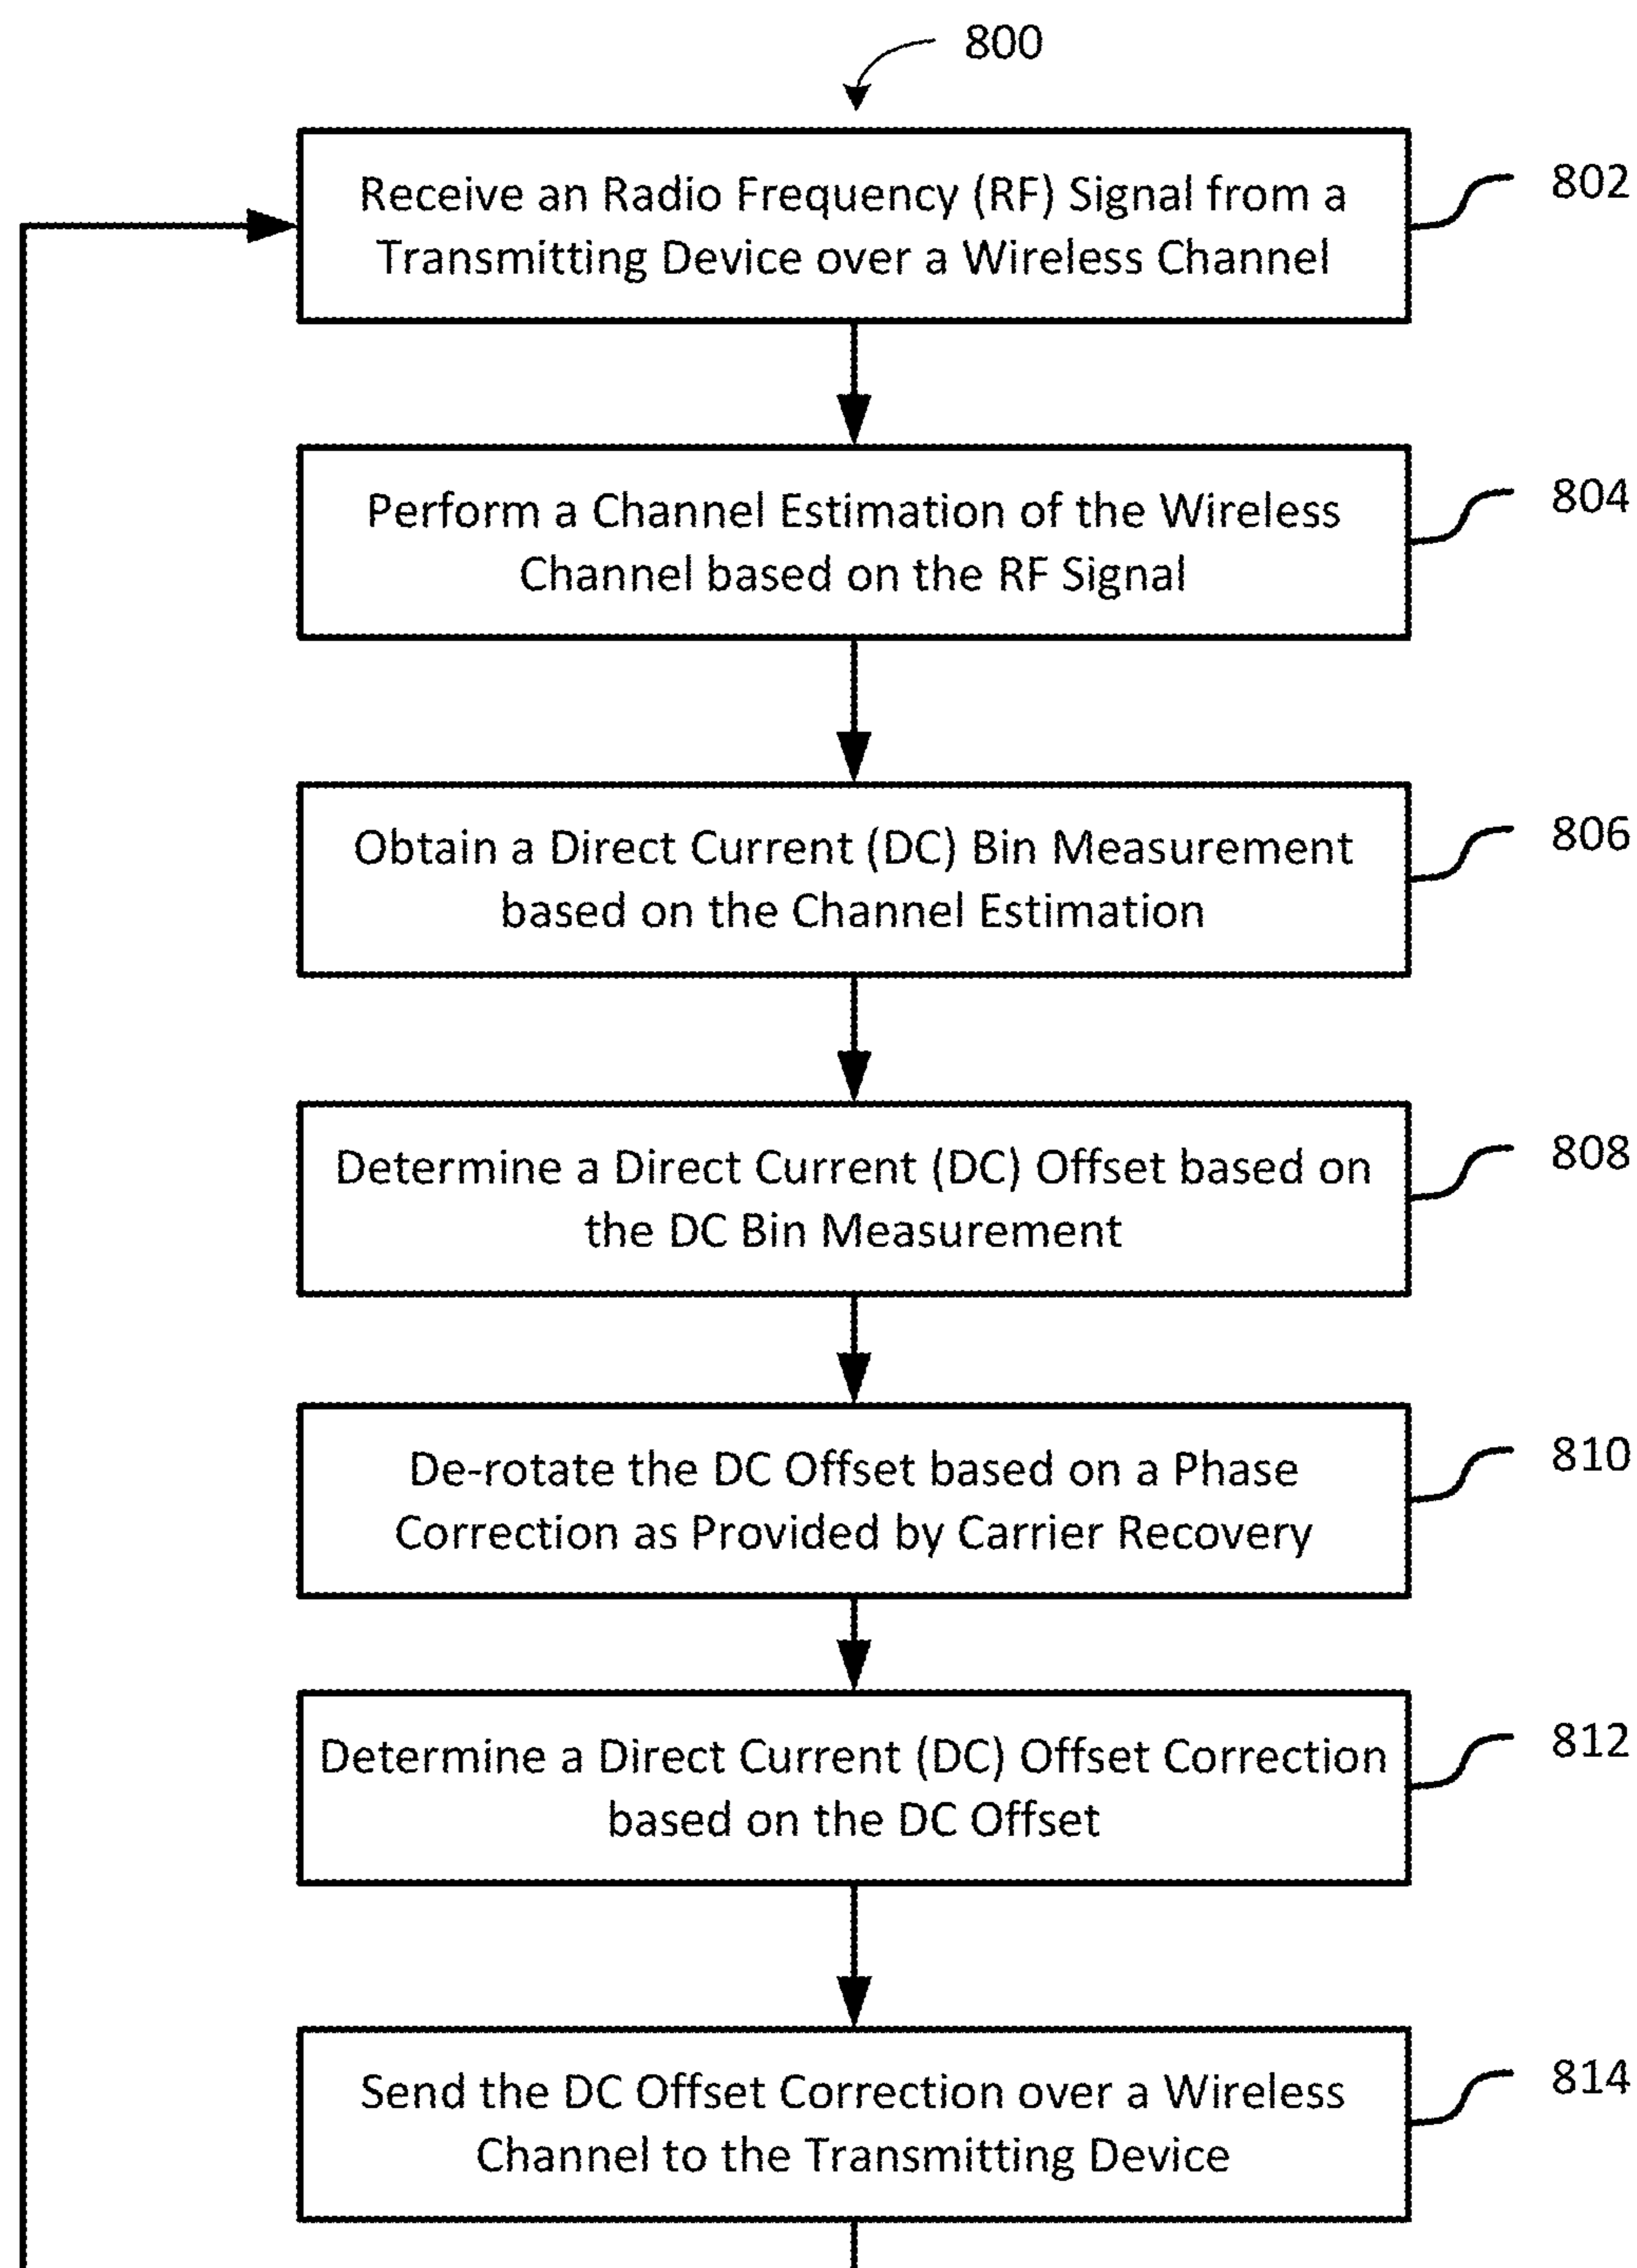 800
Receive an Radio Frequency (RF) Signal from a
Transmitting Device over a Wireless Channel
802
Perform a Channel Estimation of the Wireless
Channel based on the RF Signal
804
Obtain a Direct Current (DC) Bin Measurement
based on the Channel Estimation
806
Determine a Direct Current (DC) Offset based on
the DC Bin Measurement
808
De-rotate the DC Offset based on a Phase
Correction as Provided by Carrier Recovery
810
Determine a Direct Current (DC) Offset Correction
based on the DC Offset
812
Send the DC Offset Correction over a Wireless
Channel to the Transmitting Device
814